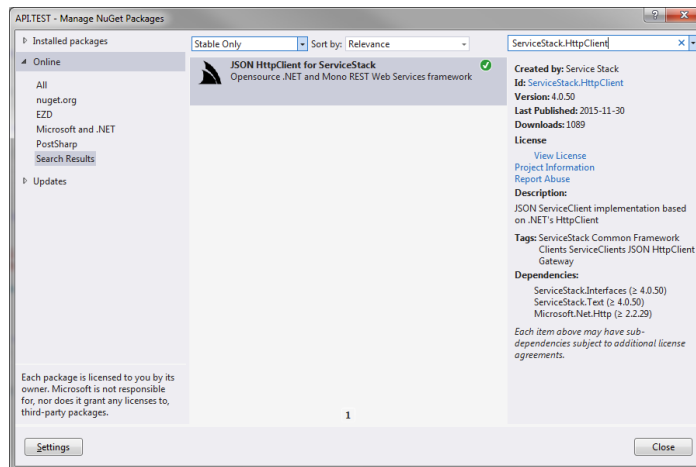 API.TEST - Manage NuGet Packages
Installed packages
Online
All
nuget.org
EZD
Microsoft and .NET
PostSharp
Search Results
Updates
Each package is licensed to you by its
owner. Microsoft is not responsible
for, nor does it grant any licenses to,
third-party packages.
Settings
Stable Only
Sort by: Relevance
JSON HttpClient for ServiceStack
Opensource .NET and Mono REST Web Services framework
1
ServiceStack.HttpClient
Created by: Service Stack
Id: ServiceStack.HttpClient
Version: 4.0.50
Last Published: 2015-11-30
Downloads: 1089
License
View License
Project Information
Report Abuse
Description:
JSON ServiceClient implementation based
on .NET's HttpClient
Tags: ServiceStack Common Framework
Clients ServiceClients JSON HttpClient
Gateway
Dependencies:
ServiceStack.Interfaces (≥ 4.0.50)
ServiceStack.Text (≥ 4.0.50)
Microsoft.Net.Http (≥ 2.2.29)
Each item above may have sub-
dependencies subject to additional license
agreements.
Close